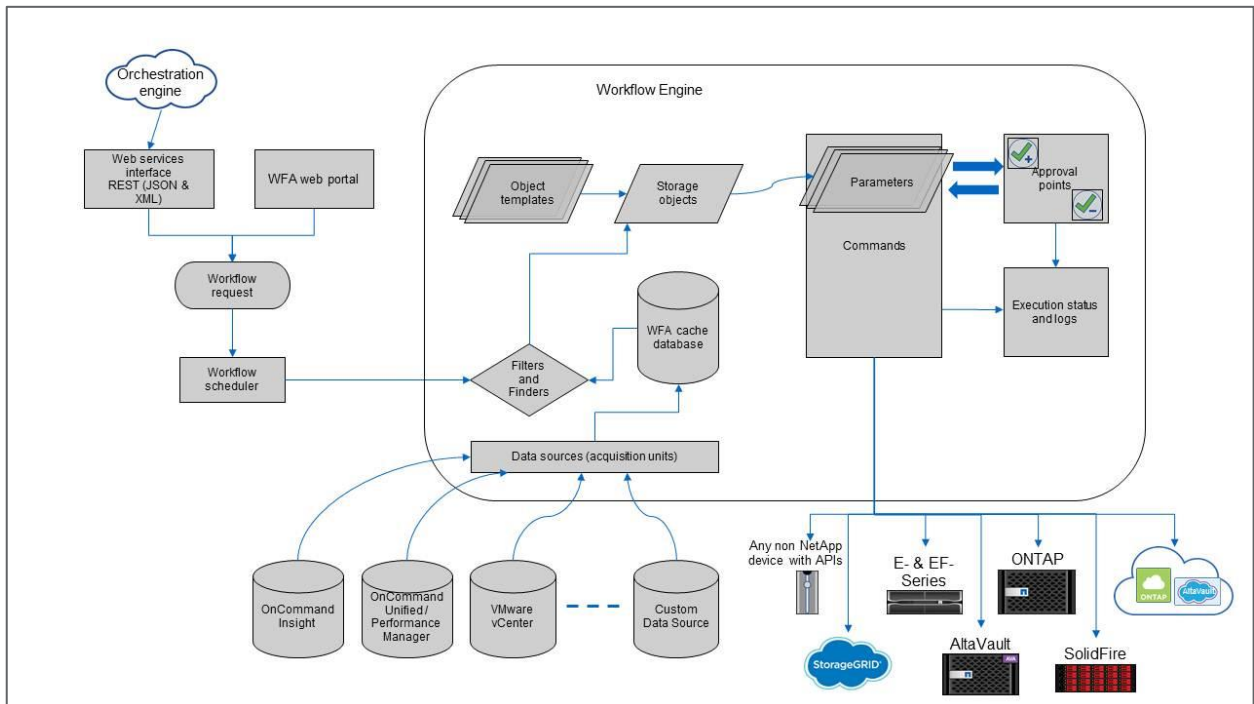 Orchestration
engine
Workflow Engine
Web services
interface
REST (JSON &
XML)
WFA web portal
Object
templates
Storage
objects
Parameters
Approval
points
Commands
Workflow
request
WFA cache
database
Execution status
and logs
Workflow
scheduler
Filters
and
Finders
Data sources (acquisition units)
OnCommand
Insight
OnCommand
Unified /
Performance
Manager
VMware
vCenter
Custom
Data Source
Any non NetApp
device with APIs
E- & EF-
Series
ONTAP
ONTAP
AltaVault
StorageGRID®
AltaVault
AVA
SolidFire